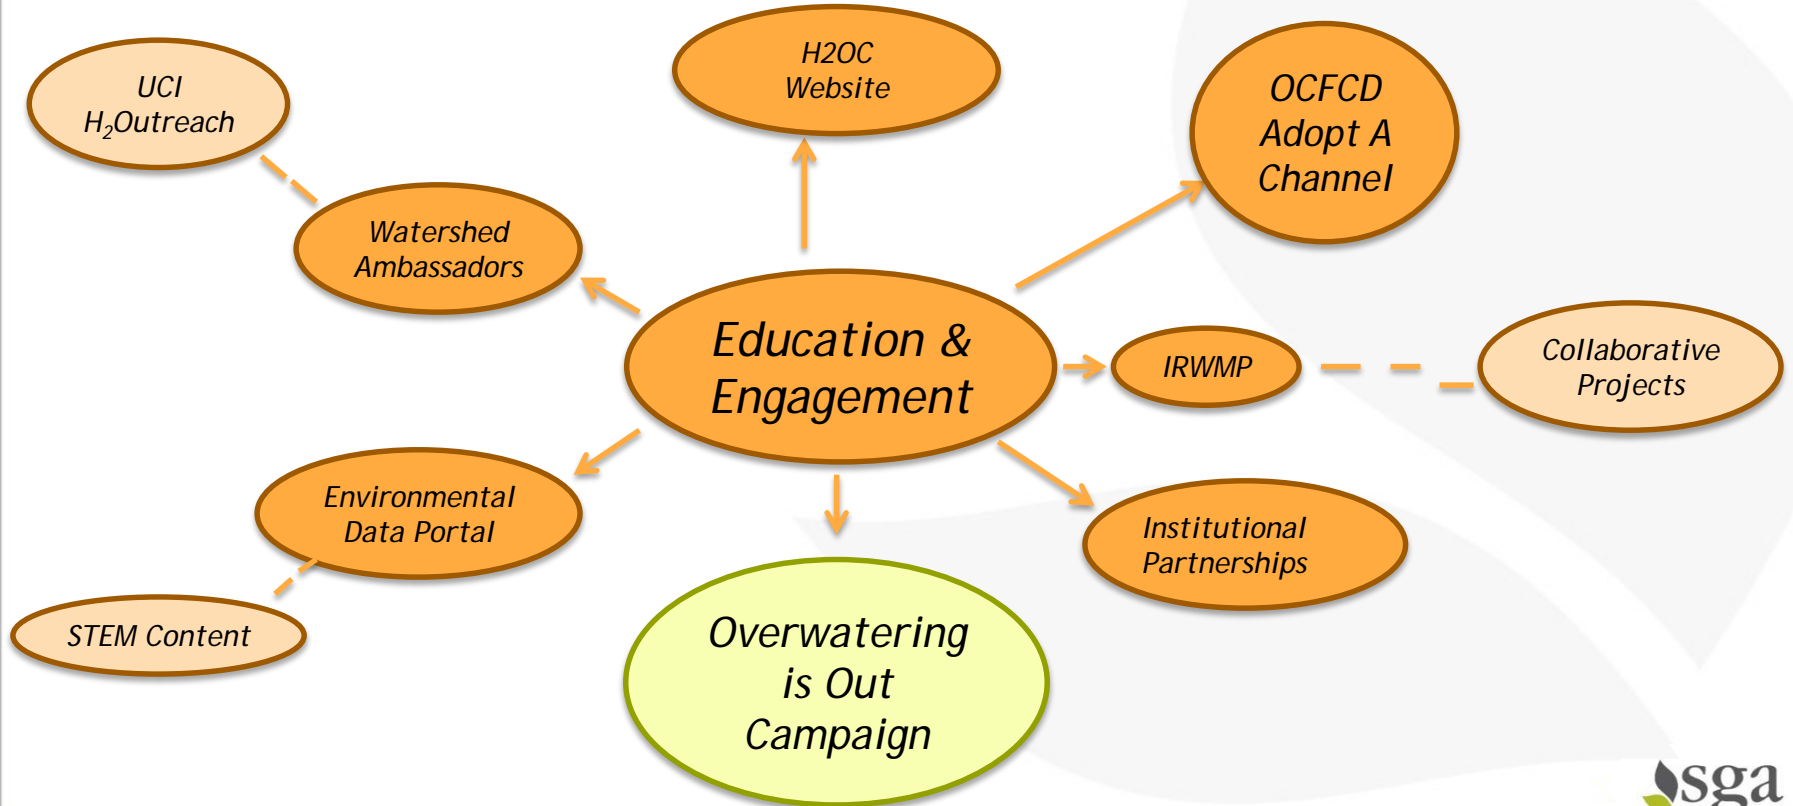 H2OC
Website
OCFCD
Adopt A
Channel
UCI
H₂Outreach
Watershed
Ambassadors
Education &
Engagement
IRWMP
Collaborative
Projects
Environmental
Data Portal
Institutional
Partnerships
STEM Content
Overwatering
is Out
Campaign
sga